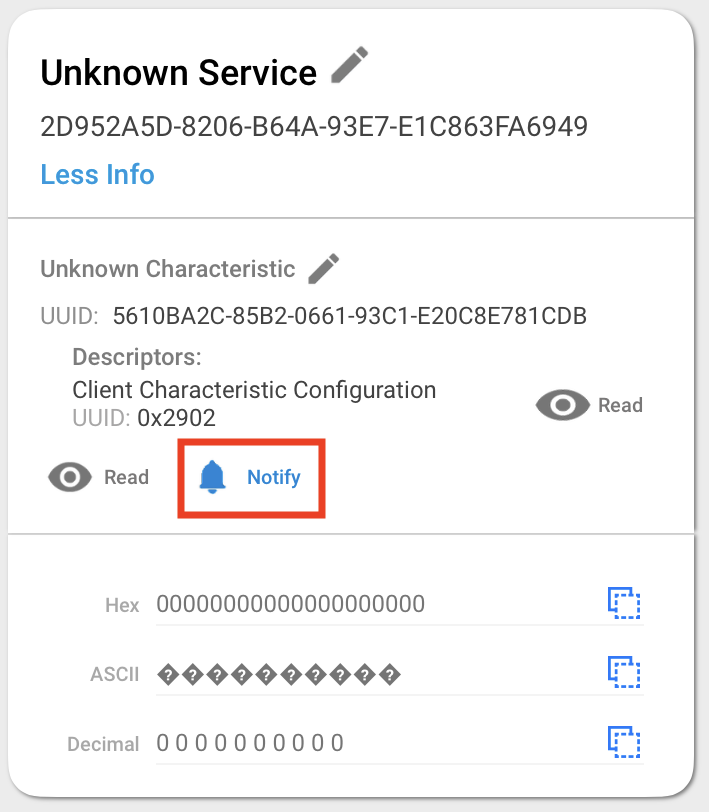 Unknown Service
2D952A5D-8206-B64A-93E7-E1C863FA6949
Less Info
Unknown Characteristic
UUID: 5610BA2C-85B2-0661-93C1-E20C8E781CDB
Descriptors:
Client Characteristic Configuration
UUID: 0x2902
Read
Read Notify
Hex 00000000000000000000
ASCII ����������
Decimal 0 0 0 0 0 0 0 0 0 0